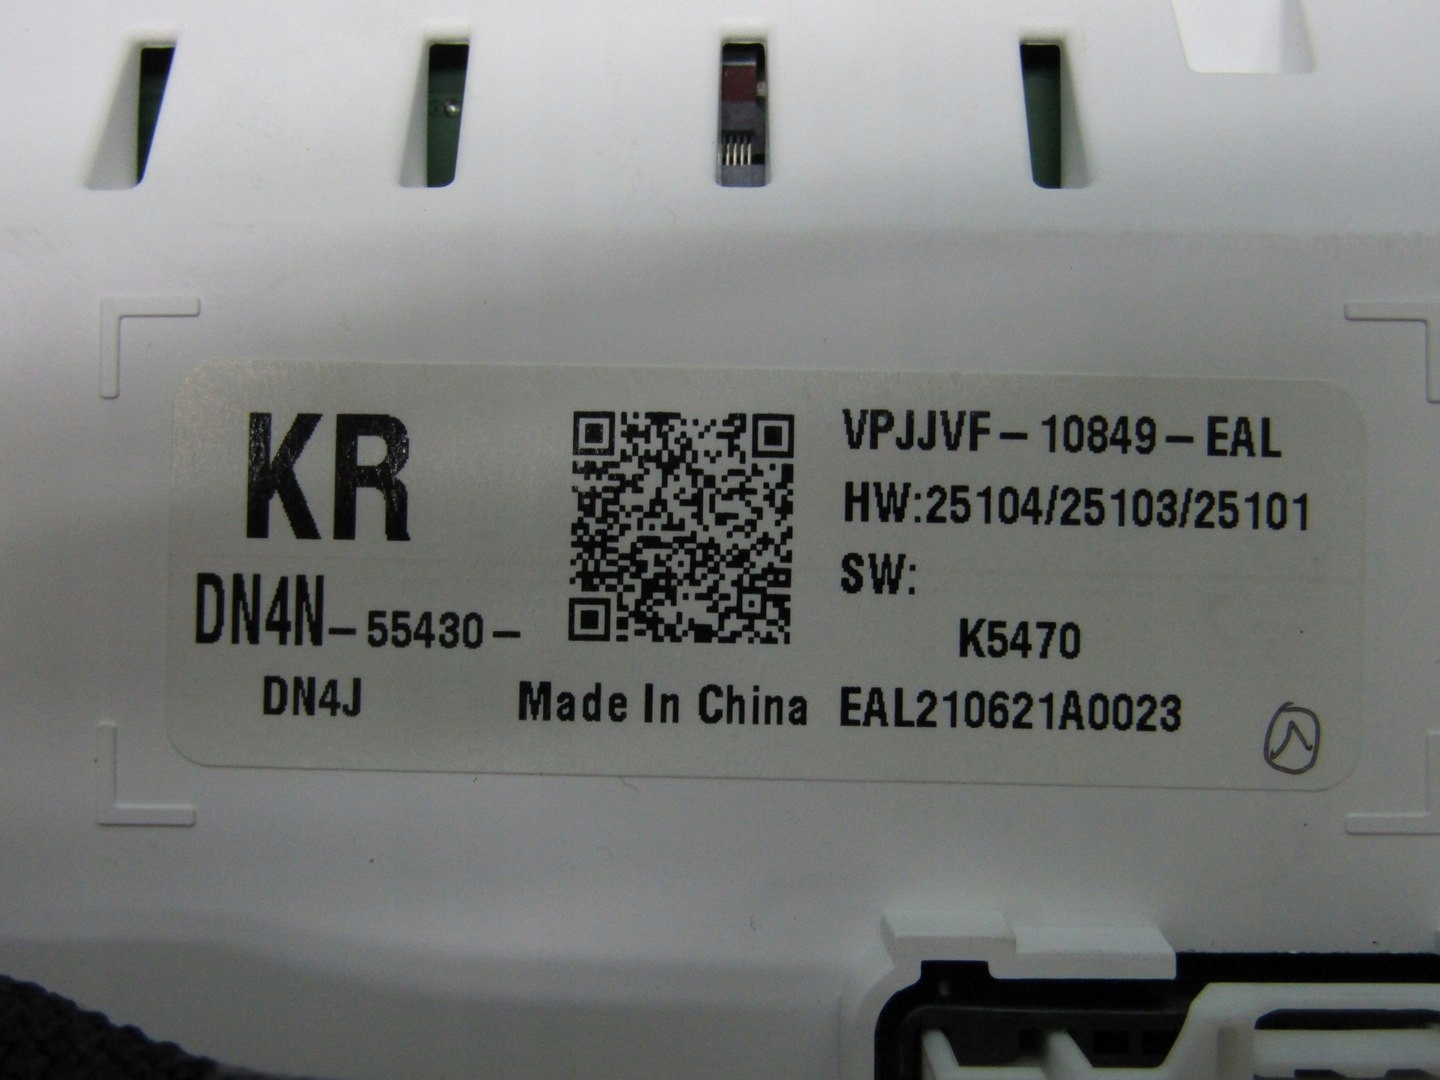 KR
DN4N-55430-
DN4J
Made In China
VPJJVF-10849-EAL
HW:25104/25103/25101
SW:
K5470
EAL210621A0023